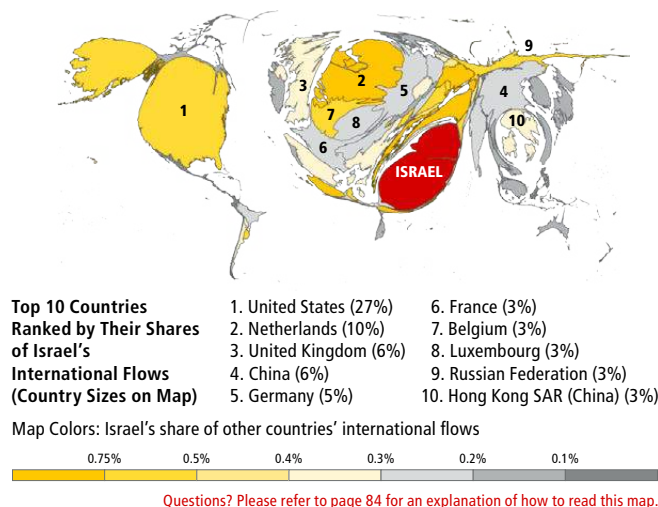 9
3
2
5
4
1
7
8
10
6
ISRAEL
Top 10 Countries
Ranked by Their Shares
of Israel's
International Flows
(Country Sizes on Map)
1. United States (27%)
2. Netherlands (10%)
3. United Kingdom (6%)
4. China (6%)
5. Germany (5%)
6. France (3%)
7. Belgium (3%)
8. Luxembourg (3%)
9. Russian Federation (3%)
10. Hong Kong SAR (China) (3%)
Map Colors: Israel's share of other countries' international flows
0.75% 0.5% 0.4% 0.3% 0.2% 0.1%
Questions? Please refer to page 84 for an explanation of how to read this map.